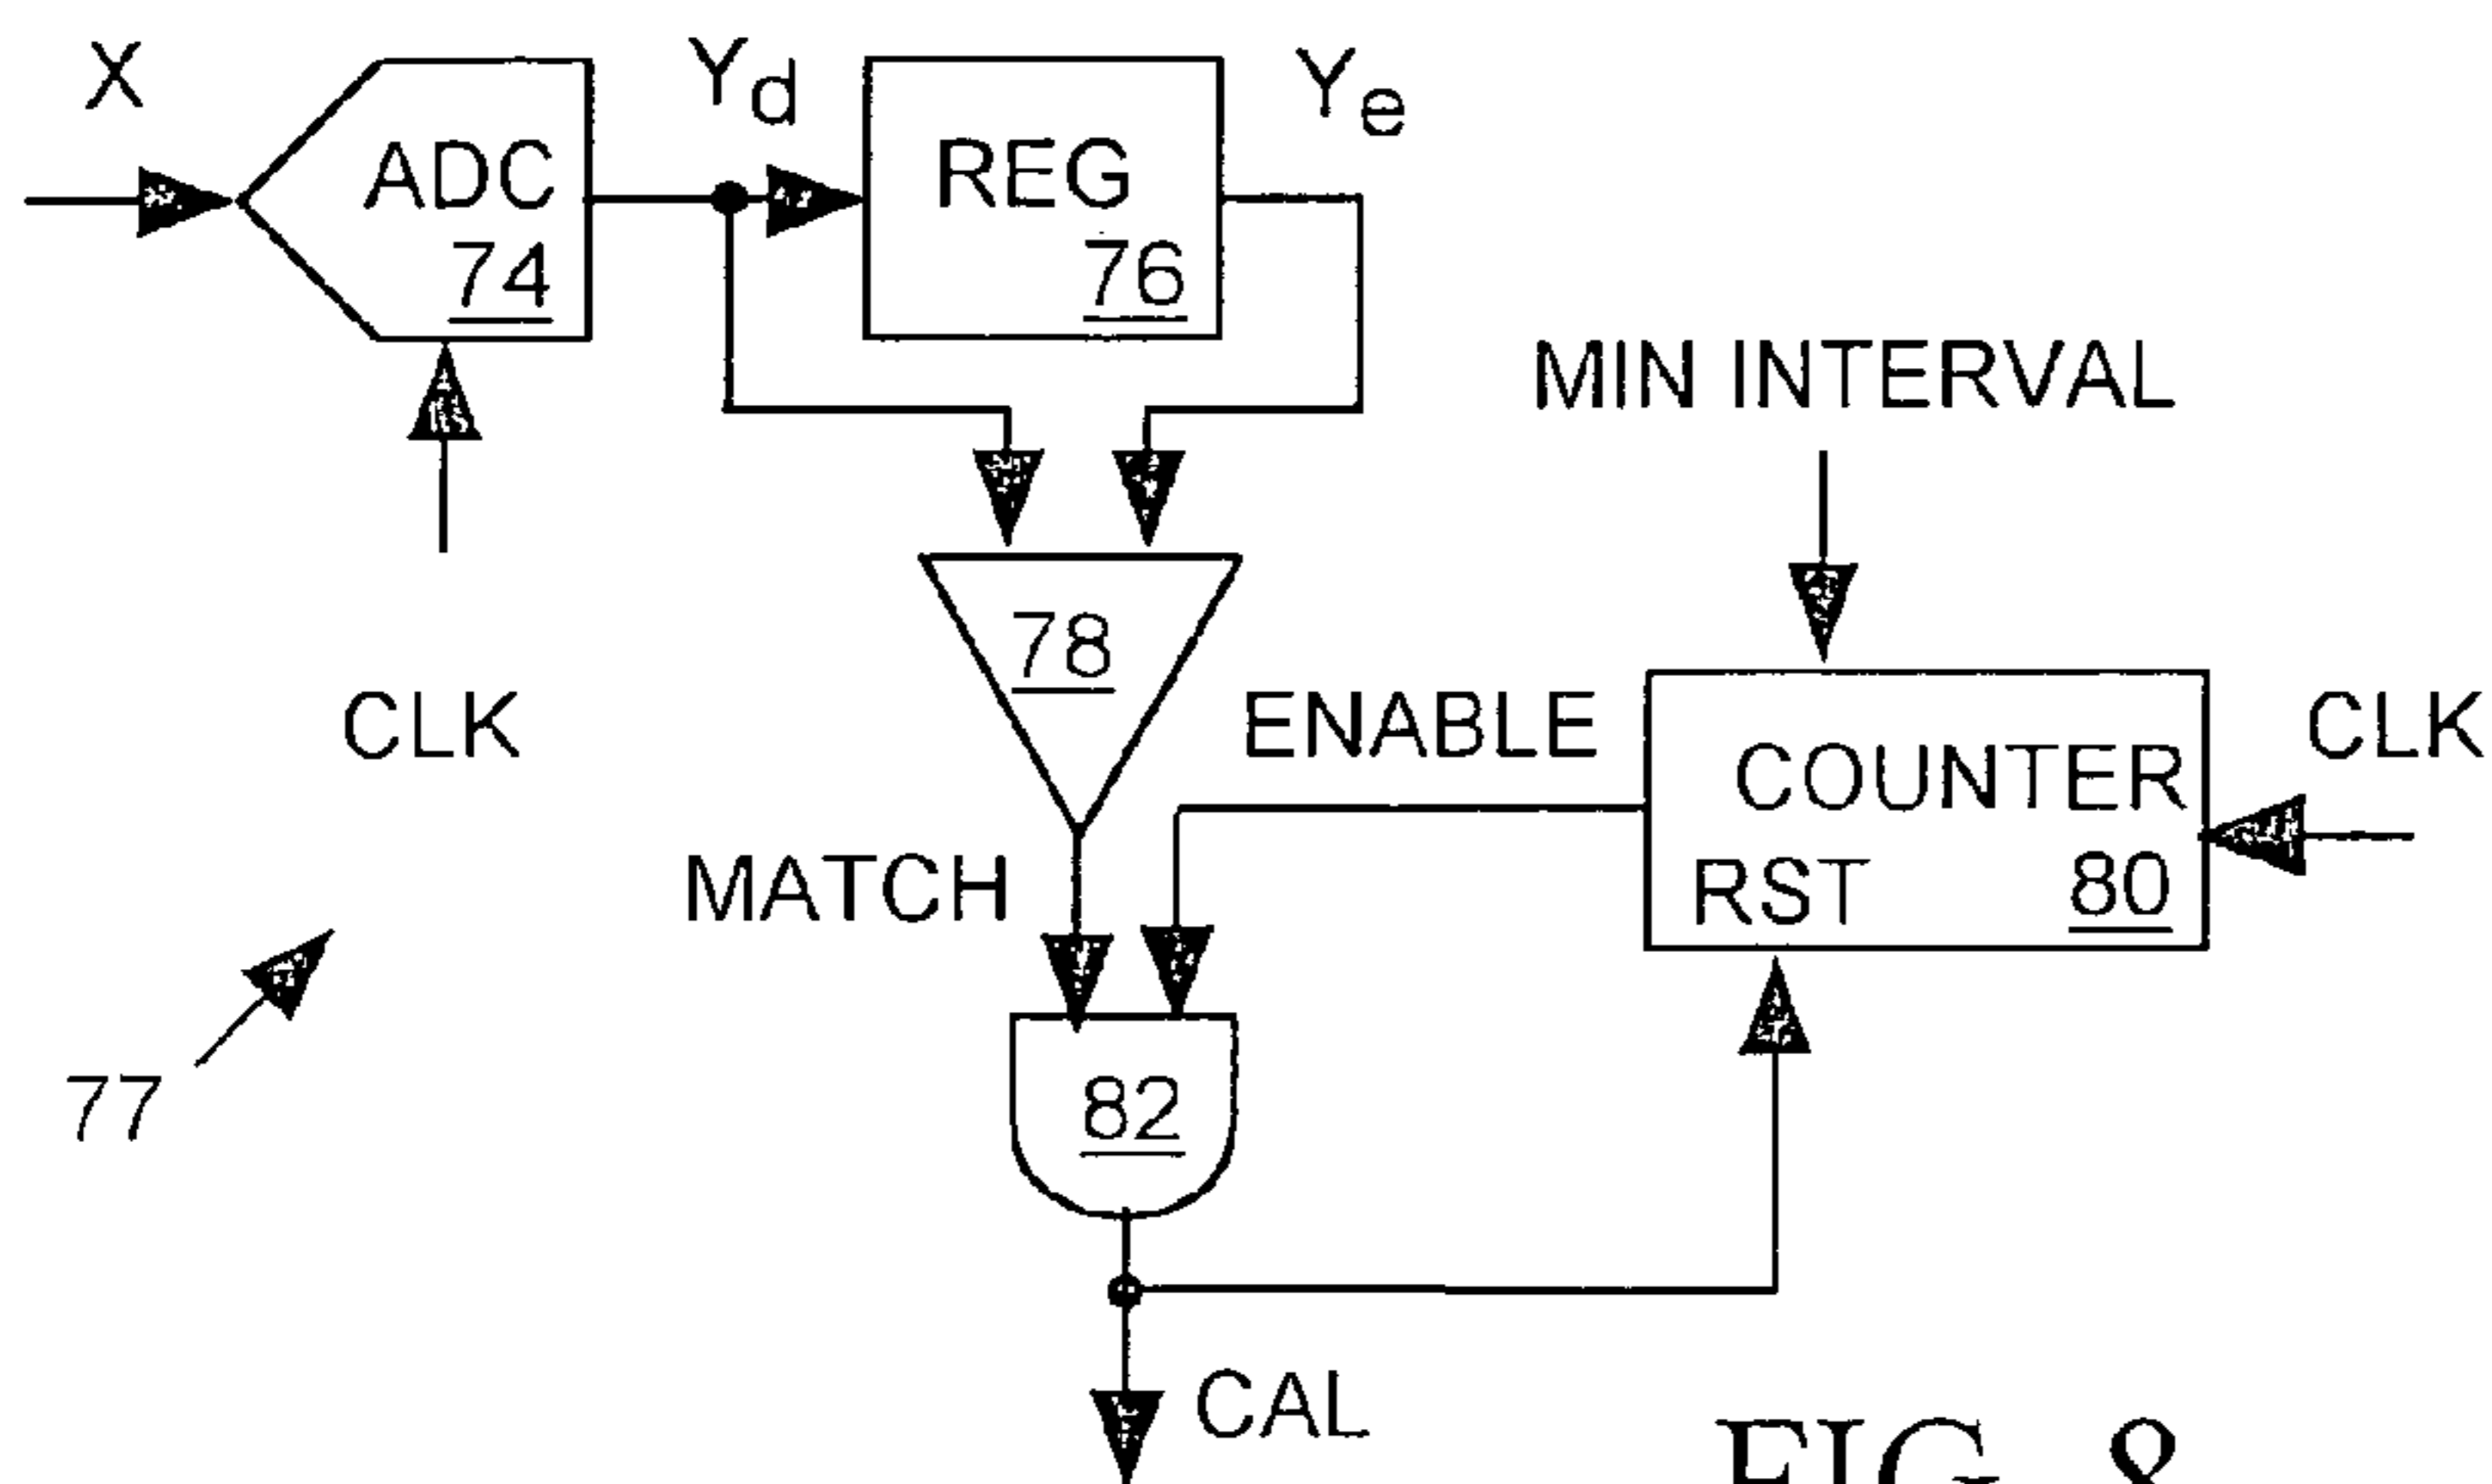 X
Yd
Ye
ADC
74
REG
76
MIN INTERVAL
CLK
78
ENABLE
COUNTER
RST
80
CLK
MATCH
77
82
CAL
FIG. 8